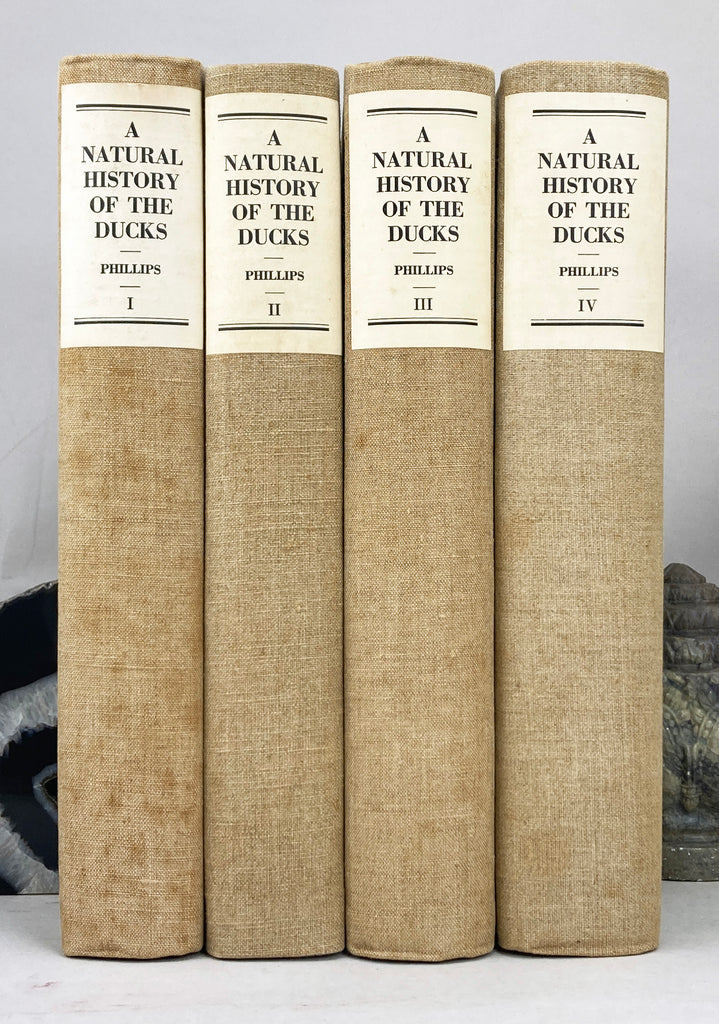 A
NATURAL
HISTORY
OF THE
DUCKS
PHILLIPS
I
A
NATURAL
HISTORY
OF THE
DUCKS
PHILLIPS
II
A
NATURAL
HISTORY
OF THE
DUCKS
PHILLIPS
III
A
NATURAL
HISTORY
OF THE
DUCKS
PHILLIPS
IV